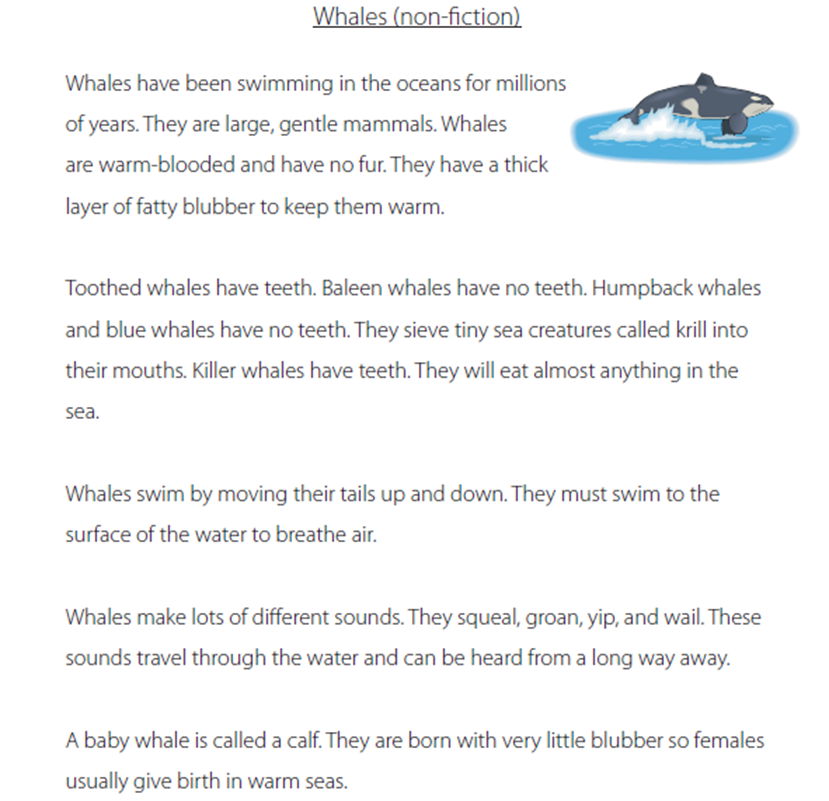 Whales (non-fiction)
Whales have been swimming in the oceans for millions
of years. They are large, gentle mammals. Whales
are warm-blooded and have no fur. They have a thick
layer of fatty blubber to keep them warm.
Toothed whales have teeth. Baleen whales have no teeth. Humpback whales
and blue whales have no teeth. They sieve tiny sea creatures called krill into
their mouths. Killer whales have teeth. They will eat almost anything in the
sea.
Whales swim by moving their tails up and down. They must swim to the
surface of the water to breathe air.
Whales make lots of different sounds. They squeal, groan, yip, and wail. These
sounds travel through the water and can be heard from a long way away.
A baby whale is called a calf. They are born with very little blubber so females
usually give birth in warm seas.